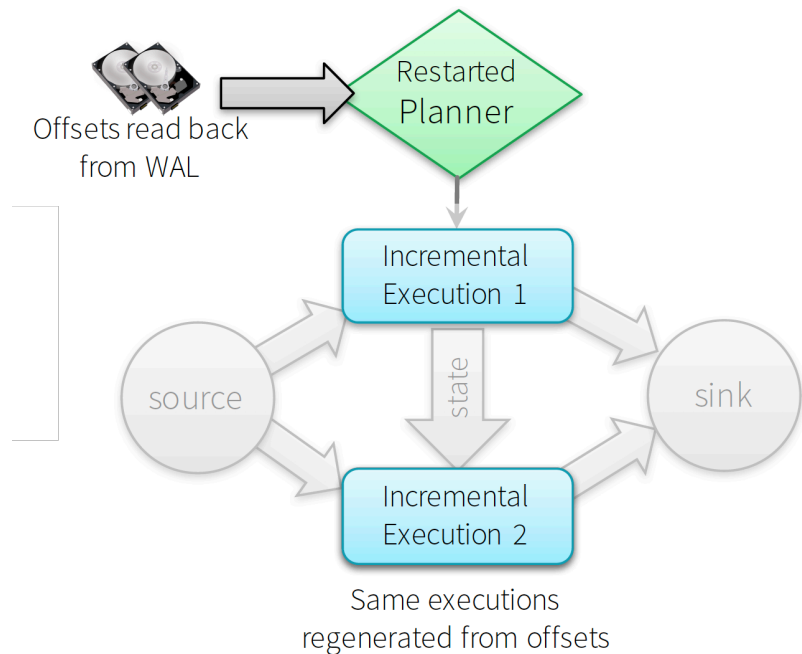 Restarted
Planner
Offsets read back
from WAL
Incremental
Execution 1
source
state
sink
Incremental
Execution 2
Same executions
regenerated from offsets